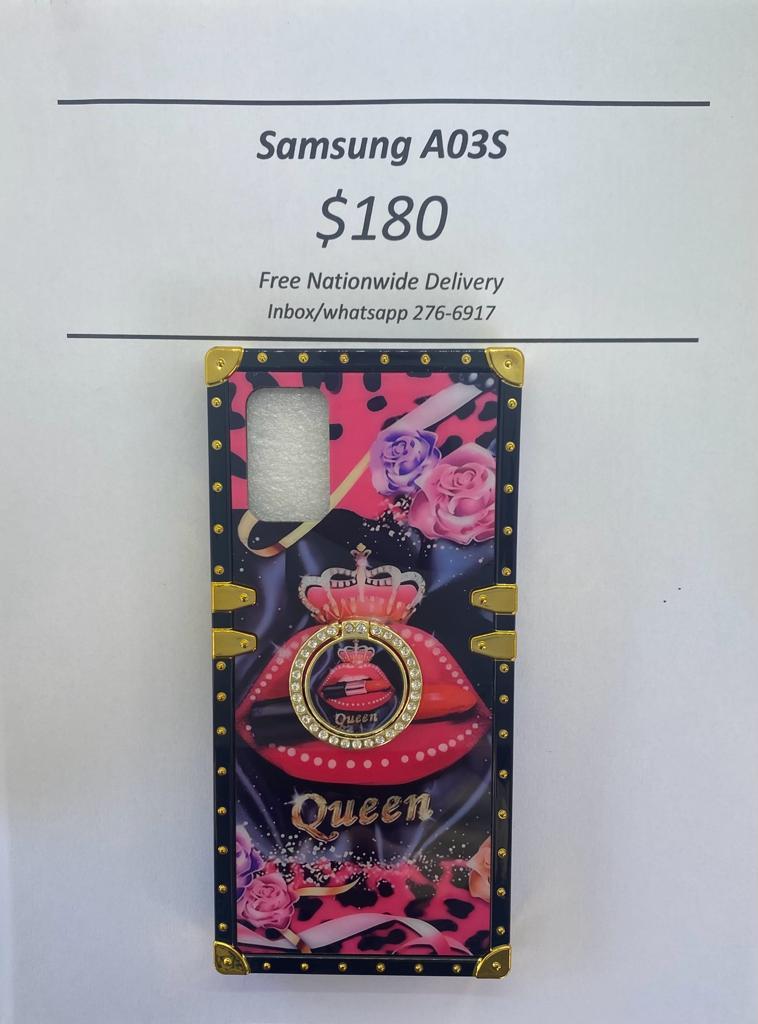 Samsung A03S
$180
Free Nationwide Delivery
Inbox/whatsapp 276-6917
Queen
Queen